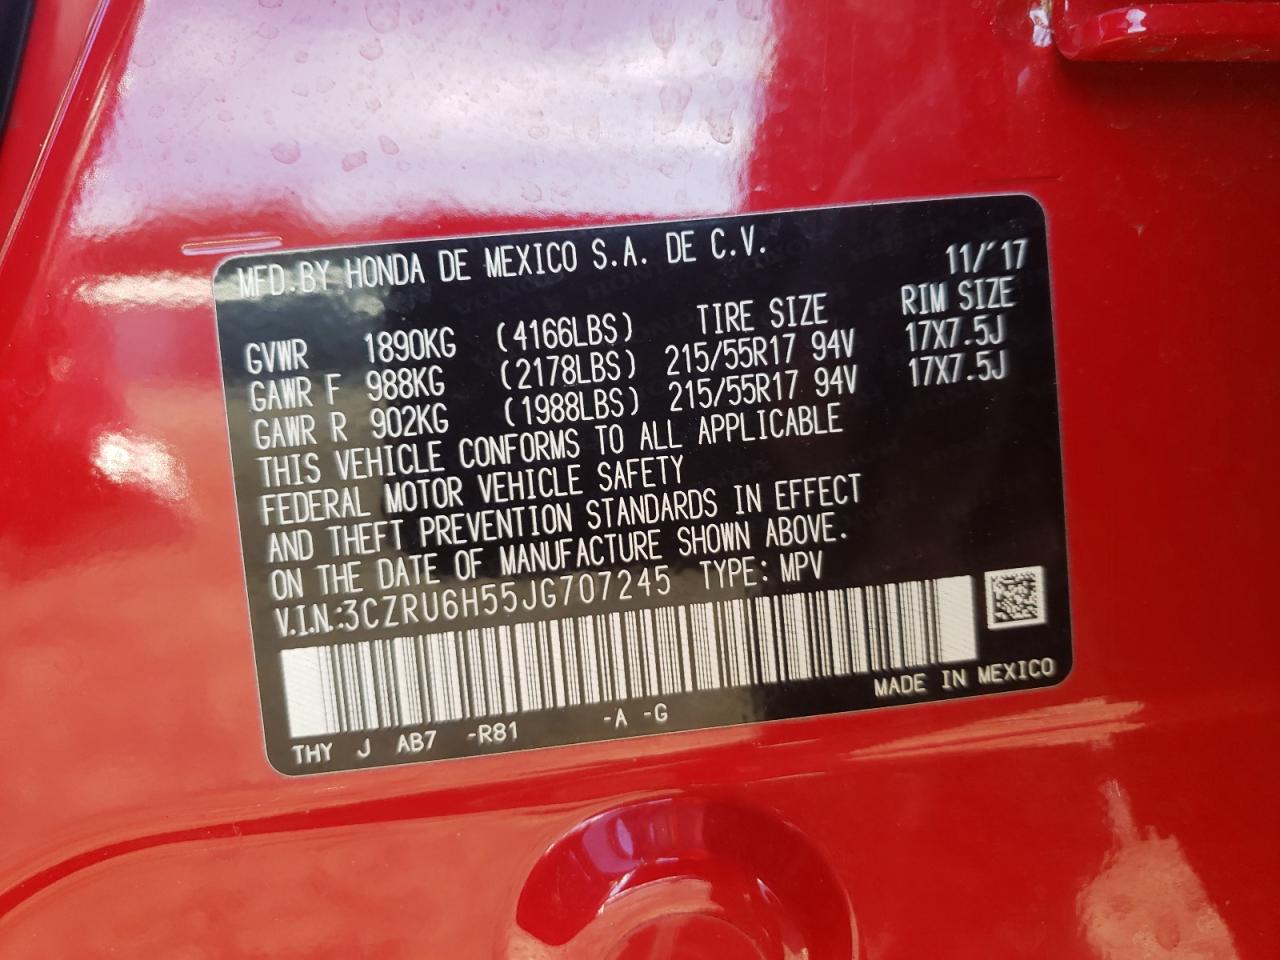 MFD. BY HONDA DE MEXICO S.A. DE C.V. 11/'17
GVWR 1890KG (4166LBS) TIRE SIZE RIM SIZE
GAWR F 988KG (2178LBS) 215/55R17 94V 17X7.5J
GAWR R 902KG (1988LBS) 215/55R17 94V 17X7.5J
THIS VEHICLE CONFORMS TO ALL APPLICABLE
FEDERAL MOTOR VEHICLE SAFETY
AND THEFT PREVENTION STANDARDS IN EFFECT
ON THE DATE OF MANUFACTURE SHOWN ABOVE.
V.I.N.:3CZRU6H55JG707245 TYPE: MPV
MADE IN MEXICO
THY J AB7 -R81 -A -G